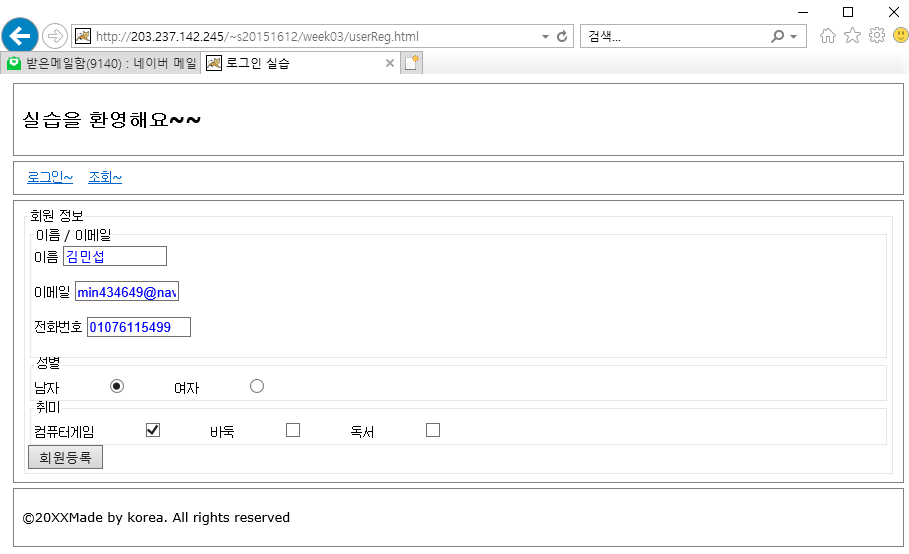 http://203.237.142.245/~s20151612/week03/userReg.html 검색...
받은메일함(9140) : 네이버 메일 로그인 실습
실습을 환영해요~~
로그인~ 조회~
회원 정보
이름 / 이메일
이름 김민섭
이메일 min434649@nav
전화번호 01076115499
성별
남자 여자
취미
컴퓨터게임 바둑 독서
회원등록
©20XXMade by korea. All rights reserved